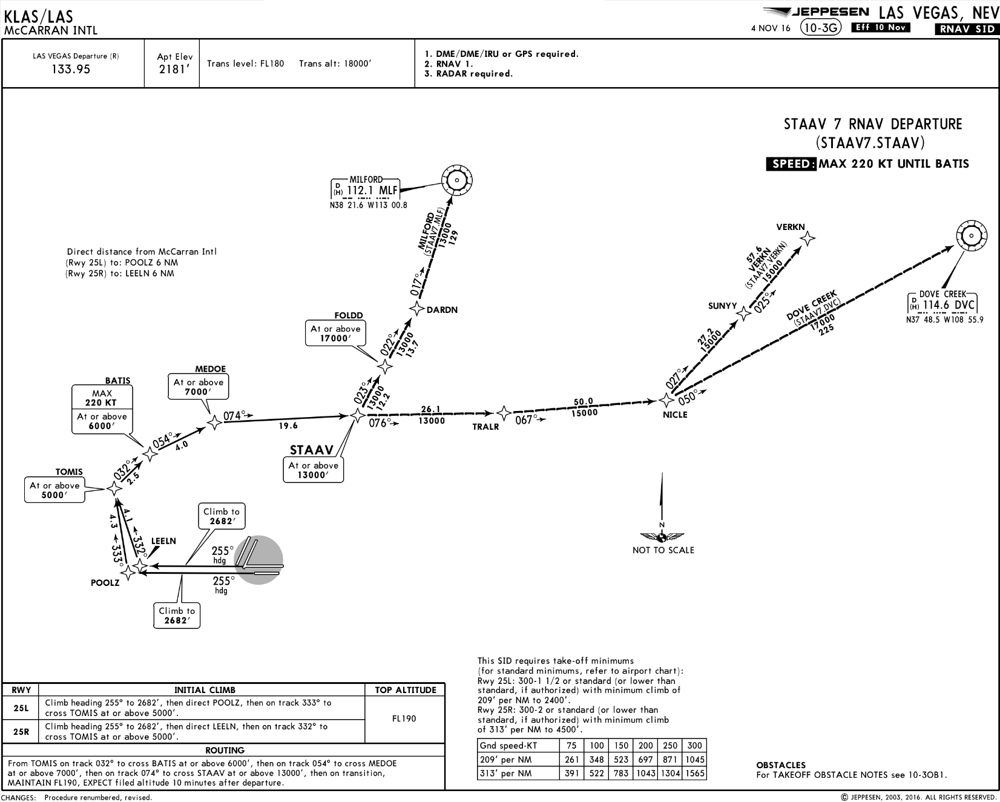 KLAS/LAS
McCARRAN INTL
JEPPESEN LAS VEGAS, NEV
4 NOV 16 10-3G Eff 10 Nov RNAV SID
LAS VEGAS Departure (R)
133.95
Apt Elev
2181'
Trans level: FL180 Trans alt: 18000'
1. DME/DME/IRU or GPS required.
2. RNAV 1.
3. RADAR required.
STAAV 7 RNAV DEPARTURE
(STAAV7.STAAV)
SPEED: MAX 220 KT UNTIL BATIS
MILFORD
D
(H) 112.1 MLF
N38 21.6 W113 00.8
MILFORD
(STAAV7.MLF)
13000
129
017°
DARDN
FOLDD
At or above
17000'
022°
13000
13.7
023°
13000
12.2
Direct distance from McCarran Intl
(Rwy 25L) to: POOLZ 6 NM
(Rwy 25R) to: LEELN 6 NM
VERKN
57.6
VERKN
(STAAV7.VERKN)
15000
025°
SUNYY
27.2
15000
027°
DOVE CREEK
(STAAV7.DVC)
17000
225
050°
DOVE CREEK
D
(H) 114.6 DVC
N37 48.5 W108 55.9
NICLE
50.0
15000
067°
TRALR
26.1
13000
076°
STAAV
At or above
13000'
MEDOE
At or above
7000'
074°
19.6
BATIS
MAX
220 KT
At or above
6000'
054°
4.0
032°
2.5
TOMIS
At or above
5000'
4.3
4.1
333°
332°
LEELN
POOLZ
Climb to
2682'
255°
hdg
255°
hdg
Climb to
2682'
N
NOT TO SCALE
This SID requires take-off minimums
(for standard minimums, refer to airport chart):
Rwy 25L: 300-1 1/2 or standard (or lower than
standard, if authorized) with minimum climb of
209' per NM to 2400'.
Rwy 25R: 300-2 or standard (or lower than
standard, if authorized) with minimum climb
of 313' per NM to 4500'.
Gnd speed-KT 75 100 150 200 250 300
209' per NM 261 348 523 697 871 1045
313' per NM 391 522 783 1043 1304 1565
RWY INITIAL CLIMB TOP ALTITUDE
25L Climb heading 255° to 2682', then direct POOLZ, then on track 333° to
cross TOMIS at or above 5000'.
FL190
25R Climb heading 255° to 2682', then direct LEELN, then on track 332° to
cross TOMIS at or above 5000'.
ROUTING
From TOMIS on track 032° to cross BATIS at or above 6000', then on track 054° to cross MEDOE
at or above 7000', then on track 074° to cross STAAV at or above 13000', then on transition,
MAINTAIN FL190, EXPECT filed altitude 10 minutes after departure.
OBSTACLES
For TAKEOFF OBSTACLE NOTES see 10-3OB1.
CHANGES: Procedure renumbered, revised.
© JEPPESEN, 2003, 2016. ALL RIGHTS RESERVED.